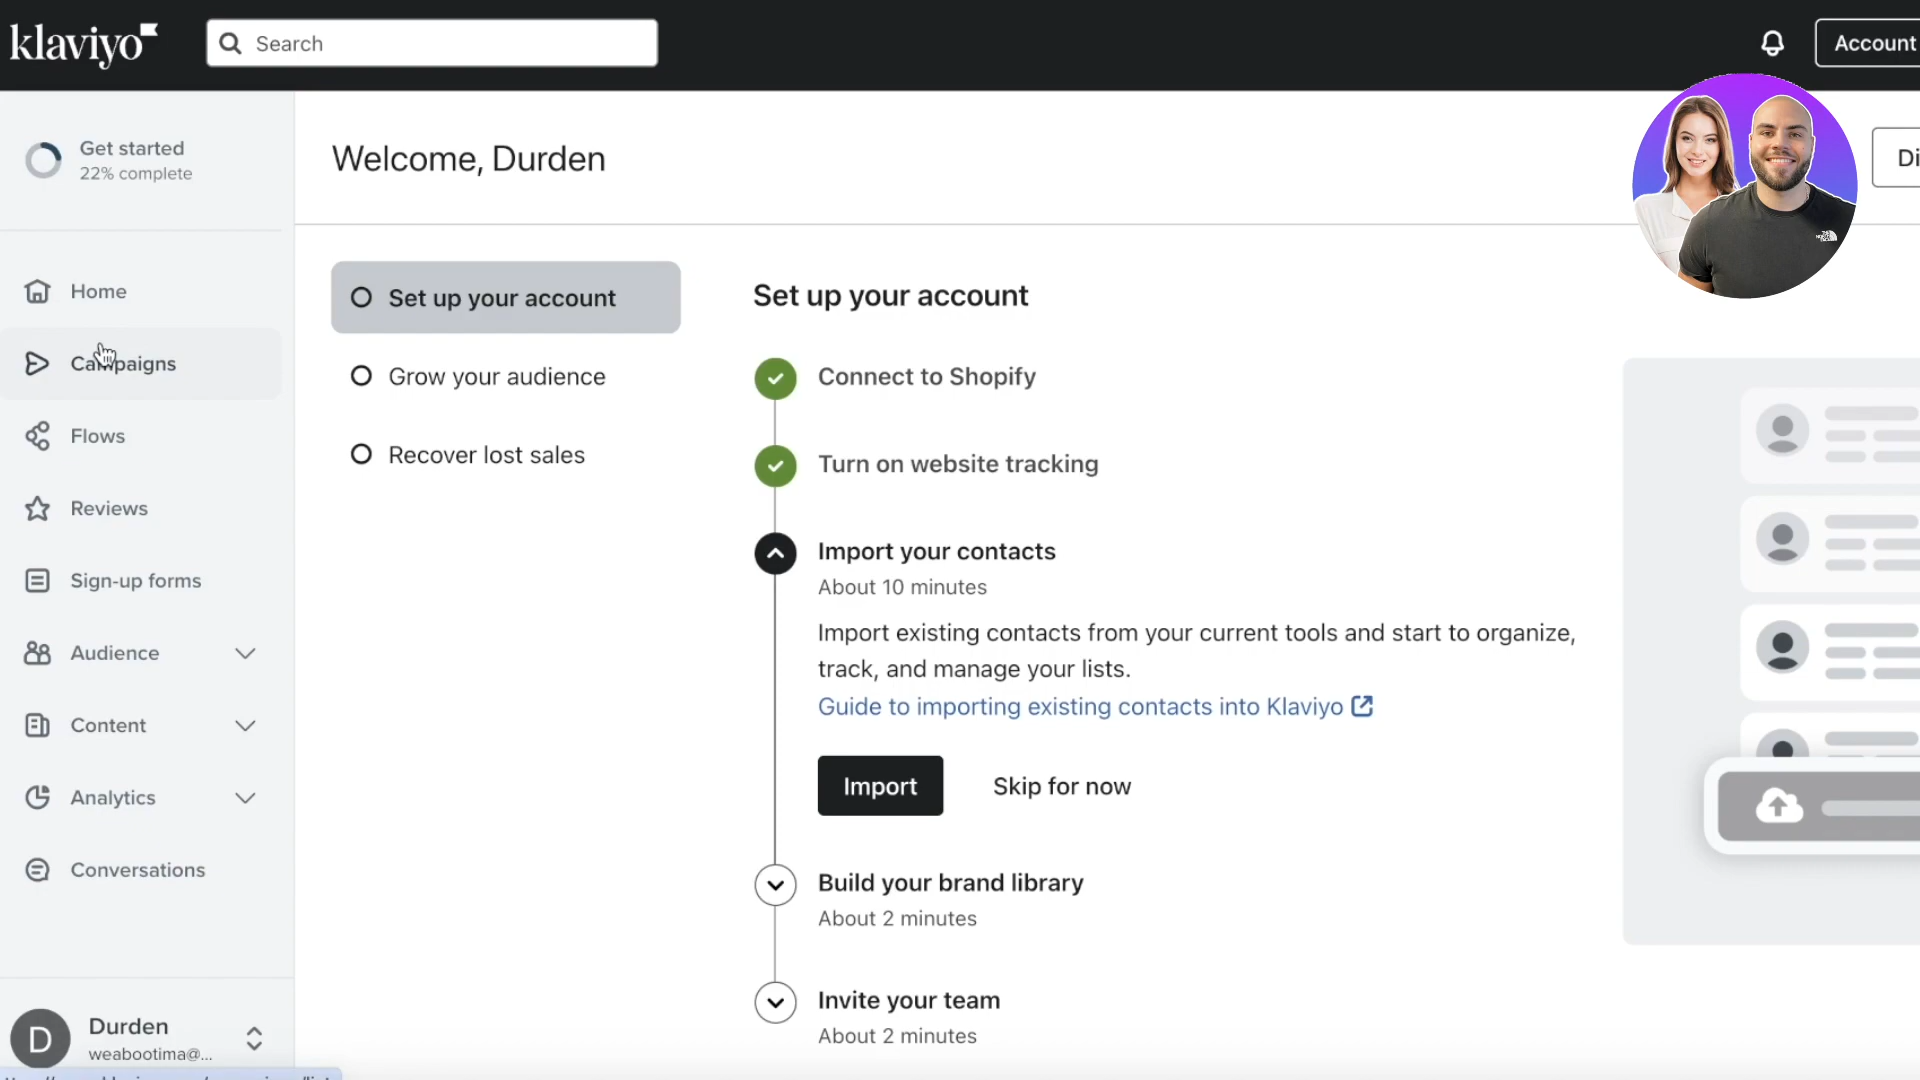 klaviyo
Search
Account
Get started
22% complete
Welcome, Durden
Di
Home
Campaigns
Flows
Reviews
Sign-up forms
Audience
Content
Analytics
Conversations
Durden
weabootima@...
Set up your account
Grow your audience
Recover lost sales
Set up your account
Connect to Shopify
Turn on website tracking
Import your contacts
About 10 minutes
Import existing contacts from your current tools and start to organize,
track, and manage your lists.
Guide to importing existing contacts into Klaviyo
Import
Skip for now
Build your brand library
About 2 minutes
Invite your team
About 2 minutes
D